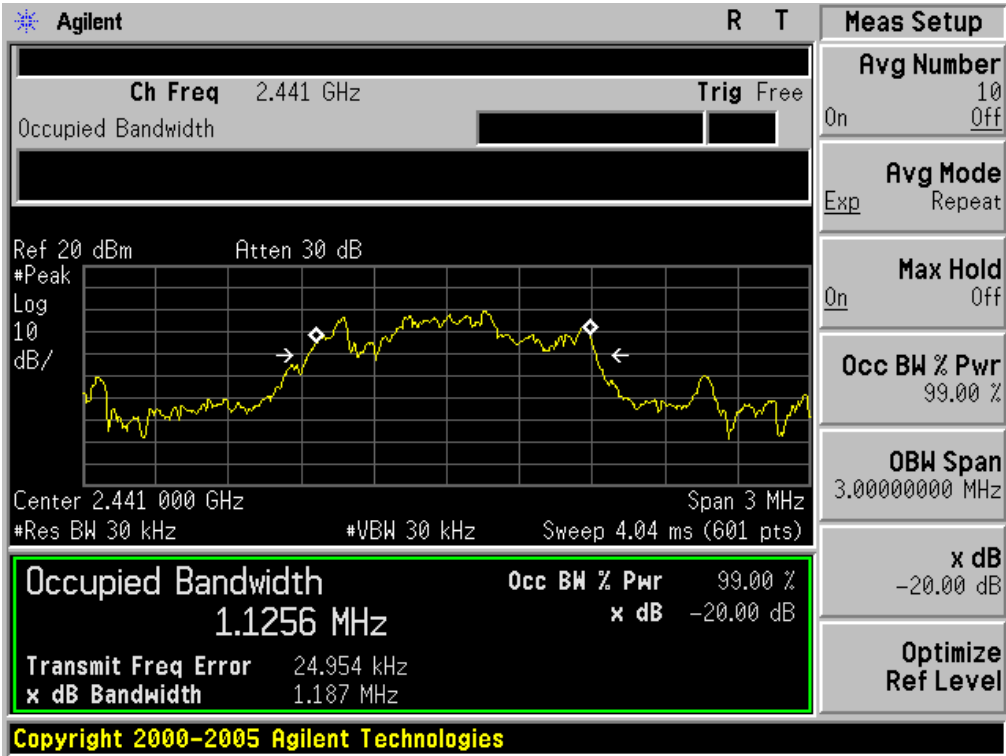 Agilent R T
Ch Freq 2.441 GHz Trig Free
Occupied Bandwidth
Ref 20 dBm Atten 30 dB
#Peak
Log
10
dB/
Center 2.441 000 GHz Span 3 MHz
#Res BW 30 kHz #VBW 30 kHz Sweep 4.04 ms (601 pts)
Occupied Bandwidth Occ BW % Pwr 99.00 %
1.1256 MHz x dB -20.00 dB
Transmit Freq Error 24.954 kHz
x dB Bandwidth 1.187 MHz
Copyright 2000-2005 Agilent Technologies
Meas Setup
Avg Number
10
On Off
Avg Mode
Exp Repeat
Max Hold
On Off
Occ BW % Pwr
99.00 %
OBW Span
3.00000000 MHz
x dB
-20.00 dB
Optimize
Ref Level